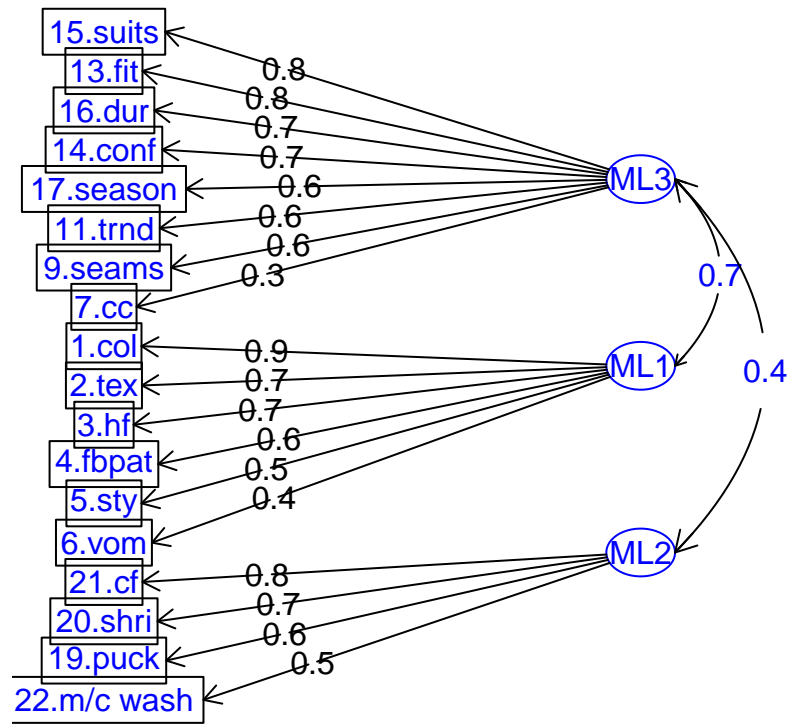 15.suits
13.fit
16.dur
14.conf
17.season
11.trnd
9.seams
7.cc
1.col
2.tex
3.hf
4.fbpat
5.sty
6.vom
21.cf
20.shri
19.puck
22.m/c wash
0.8
0.8
0.7
0.7
0.6
0.6
0.6
0.3
0.9
0.7
0.7
0.6
0.5
0.4
0.8
0.7
0.6
0.5
ML3
ML1
ML2
0.7
0.4